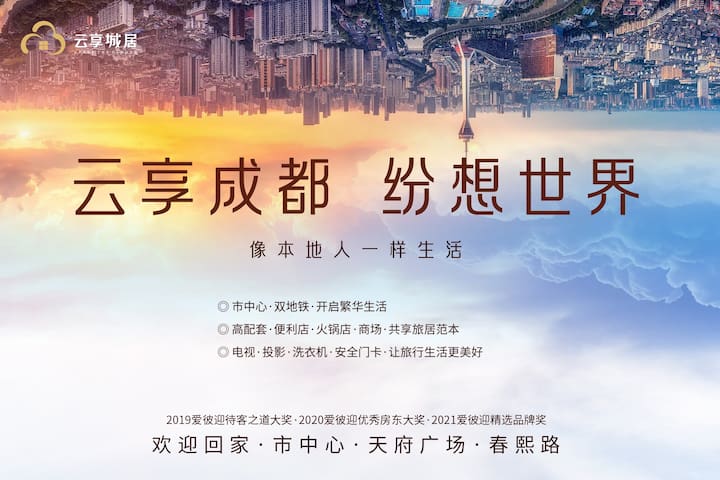 云享城居
云享成都 纷想世界
像本地人一样生活
◎市中心·双地铁·开启繁华生活
◎高配套·便利店·火锅店·商场·共享旅居范本
◎电视·投影·洗衣机·安全门卡·让旅行生活更美好
2019爱彼迎待客之道大奖·2020爱彼迎优秀房东大奖·2021爱彼迎精选品牌奖
欢迎回家·市中心·天府广场·春熙路